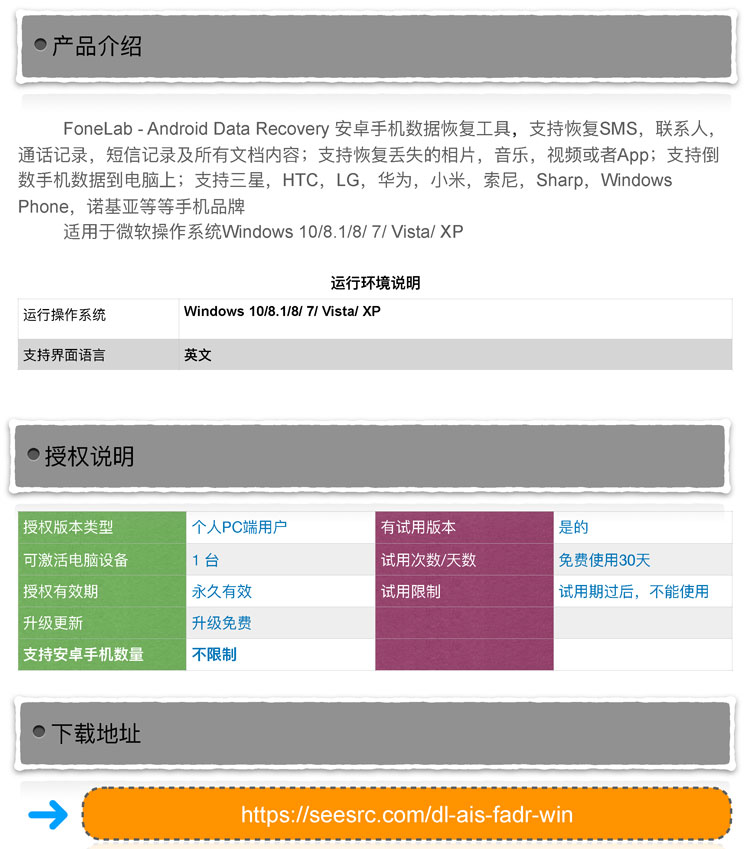 产品介绍
FoneLab - Android Data Recovery 安卓手机数据恢复工具，支持恢复SMS，联系人，
通话记录，短信记录及所有文档内容；支持恢复丢失的相片，音乐，视频或者App；支持倒
数手机数据到电脑上；支持三星，HTC，LG，华为，小米，索尼，Sharp，Windows
Phone，诺基亚等等手机品牌
适用于微软操作系统Windows 10/8.1/8/ 7/ Vista/ XP
运行环境说明
运行操作系统 Windows 10/8.1/8/ 7/ Vista/ XP
支持界面语言 英文
授权说明
授权版本类型 个人PC端用户 有试用版本 是的
可激活电脑设备 1 台 试用次数/天数 免费使用30天
授权有效期 永久有效 试用限制 试用期过后，不能使用
升级更新 升级免费
支持安卓手机数量 不限制
下载地址
https://seesrc.com/dl-ais-fadr-win